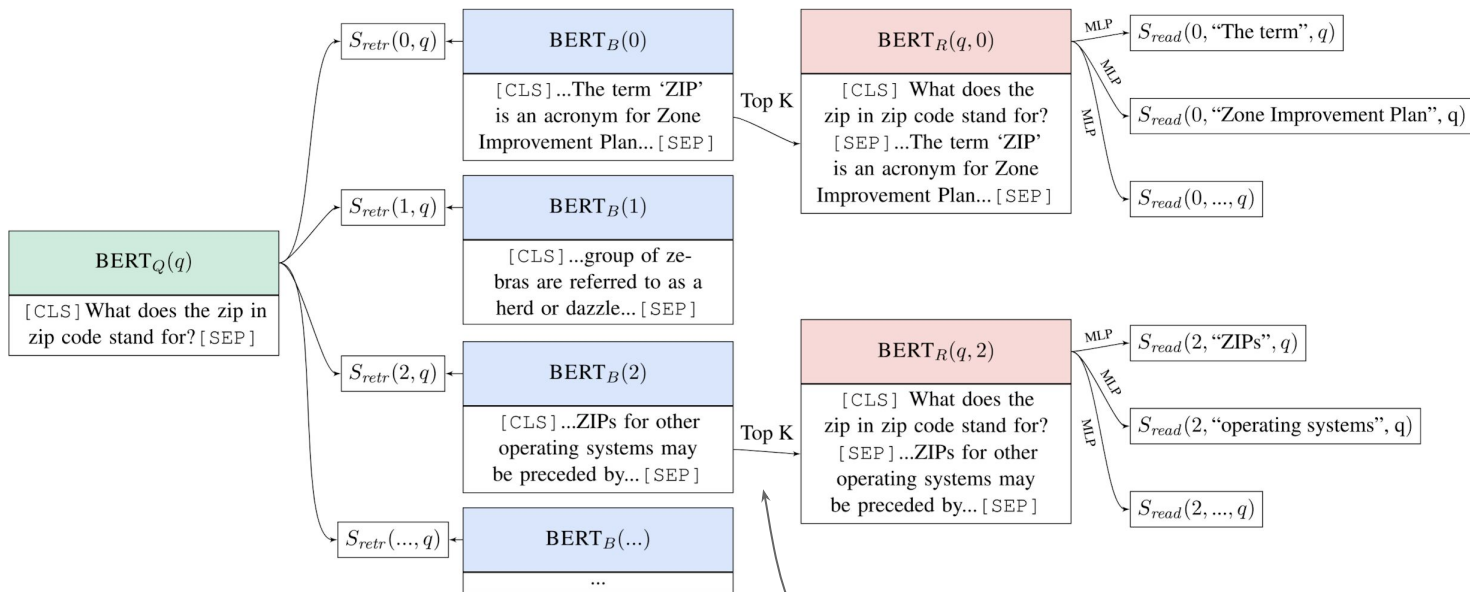 BERT_Q(q)
[CLS] What does the zip in
zip code stand for? [SEP]
S_retr(0, q)
S_retr(1, q)
S_retr(2, q)
S_retr(..., q)
BERT_B(0)
[CLS]...The term ‘ZIP’
is an acronym for Zone
Improvement Plan...[SEP]
BERT_B(1)
[CLS]...group of ze-
bras are referred to as a
herd or dazzle...[SEP]
BERT_B(2)
[CLS]...ZIPs for other
operating systems may
be preceded by...[SEP]
BERT_B(...)
...
Top K
Top K
BERT_R(q, 0)
[CLS] What does the
zip in zip code stand for?
[SEP]...The term ‘ZIP’
is an acronym for Zone
Improvement Plan...[SEP]
MLP
MLP
MLP
S_read(0, “The term”, q)
S_read(0, “Zone Improvement Plan”, q)
S_read(0, ..., q)
BERT_R(q, 2)
[CLS] What does the
zip in zip code stand for?
[SEP]...ZIPs for other
operating systems may
be preceded by...[SEP]
MLP
MLP
MLP
S_read(2, “ZIPs”, q)
S_read(2, “operating systems”, q)
S_read(2, ..., q)